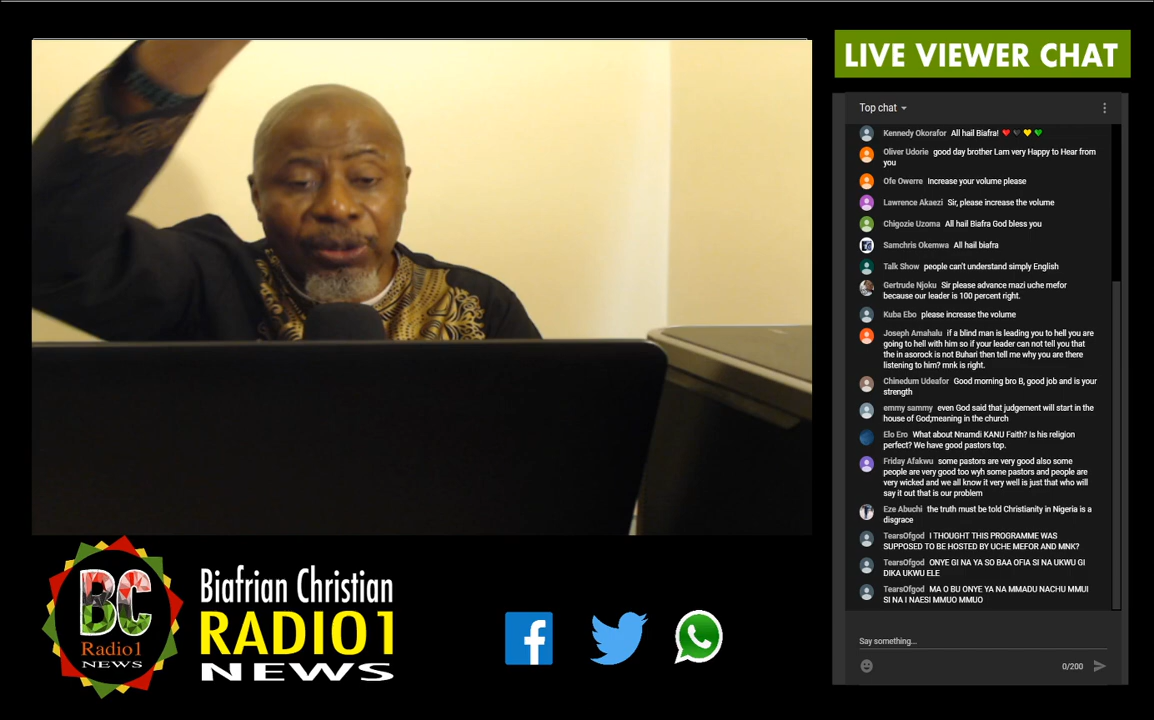 LIVE VIEWER CHAT
Top chat
Kennedy Okorafor All hail Biafra! ❤️ 🖤 💛 💚
Oliver Udorie good day brother Lam very Happy to Hear from
you
Ofe Owerre Increase your volume please
Lawrence Akaezi Sir, please increase the volume
Chigozie Uzoma All hail Biafra God bless you
Samchris Okemwa All hail biafra
Talk Show people can't understand simply English
Gertrude Njoku Sir please advance mazi uche mefor
because our leader is 100 percent right.
Kuba Ebo please increase the volume
Joseph Amahalu if a blind man is leading you to hell you are
going to hell with him so if your leader can not tell you that
the in asorock is not Buhari then tell me why you are there
listening to him? mnk is right.
Chinedum Udeafor Good morning bro B, good job and is your
strength
emmy sammy even God said that judgement will start in the
house of God;meaning in the church
Elo Ero What about Nnamdi KANU Faith? Is his religion
perfect? We have good pastors top.
Friday Afakwu some pastors are very good also some
people are very good too wyh some pastors and people are
very wicked and we all know it very well is just that who will
say it out that is our problem
Eze Abuchi the truth must be told Christianity in Nigeria is a
disgrace
TearsOfgod I THOUGHT THIS PROGRAMME WAS
SUPPOSED TO BE HOSTED BY UCHE MEFOR AND MNK?
TearsOfgod ONYE GI NA YA SO BAA OFIA SI NA UKWU GI
DIKA UKWU ELE
TearsOfgod MA O BU ONYE YA NA MMADU NACHU MMUI
SI NA I NAESI MMUO MMUO
Say something...
0/200
BC
Radio1
NEWS
Biafrian Christian
RADIO1
NEWS